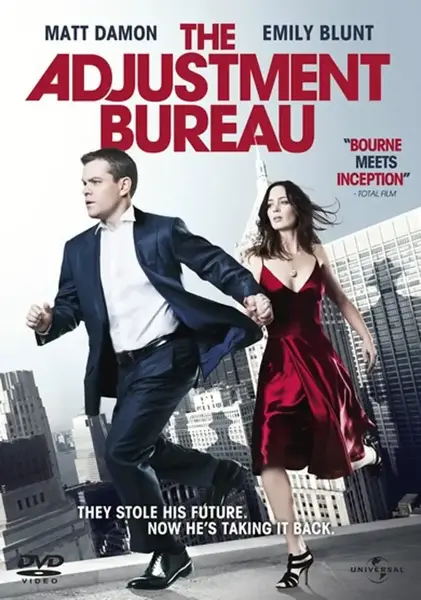 MATT DAMON
EMILY BLUNT
THE
ADJUSTMENT
BUREAU
"BOURNE
MEETS
INCEPTION"
- TOTAL FILM
THEY STOLE HIS FUTURE.
NOW HE'S TAKING IT BACK.
DVD
VIDEO
UNIVERSAL